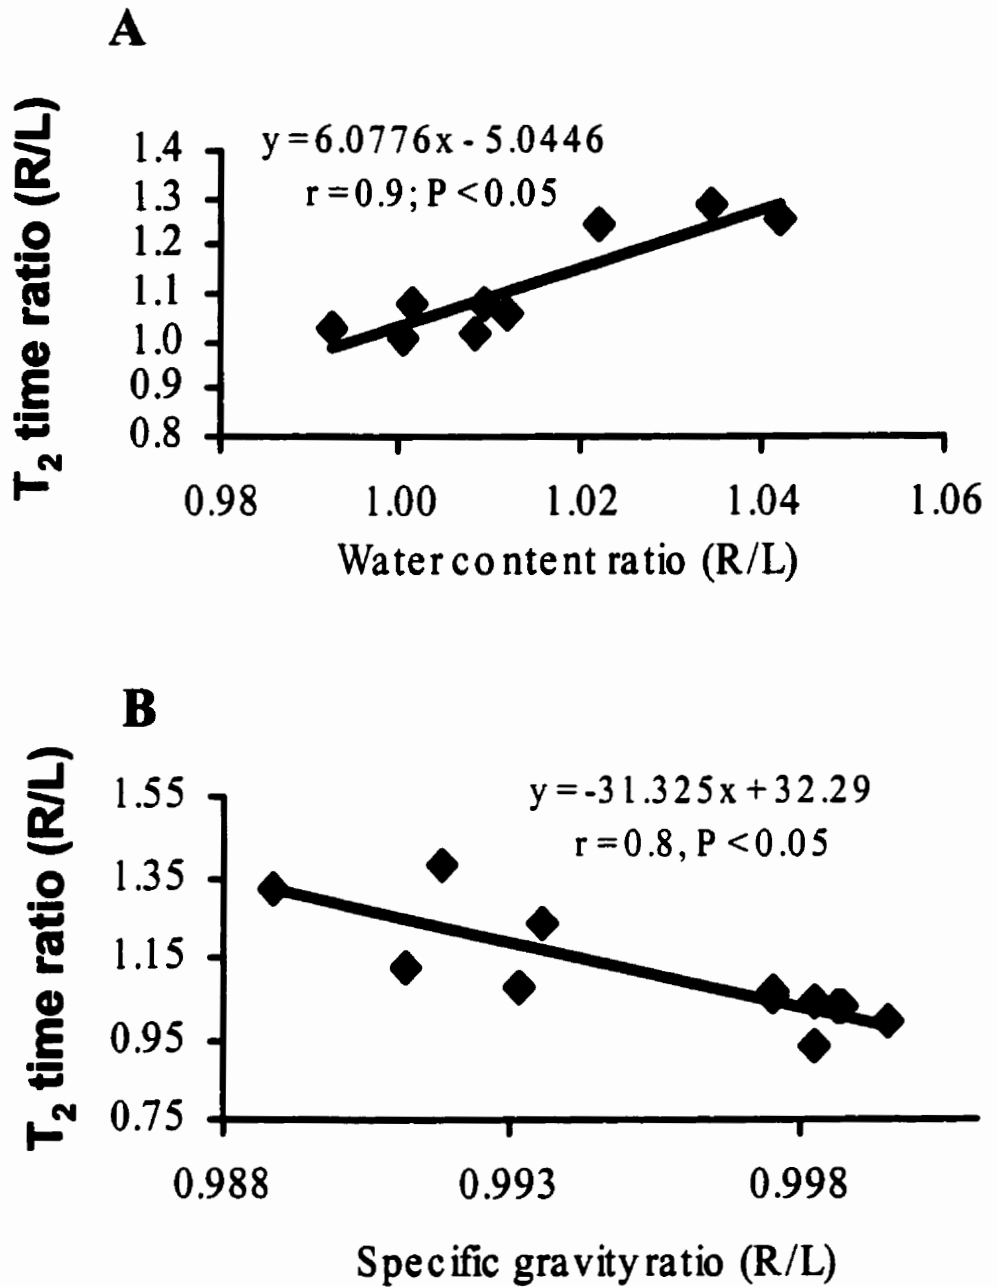 A
T2 time ratio (R/L)
y=6.0776x - 5.0446
r=0.9; P<0.05
1.4
1.3
1.2
1.1
1.0
0.9
0.8
0.98 1.00 1.02 1.04 1.06
Water content ratio (R/L)
B
T2 time ratio (R/L)
y=-31.325x+32.29
r=0.8, P<0.05
1.55
1.35
1.15
0.95
0.75
0.988 0.993 0.998
Specific gravity ratio (R/L)